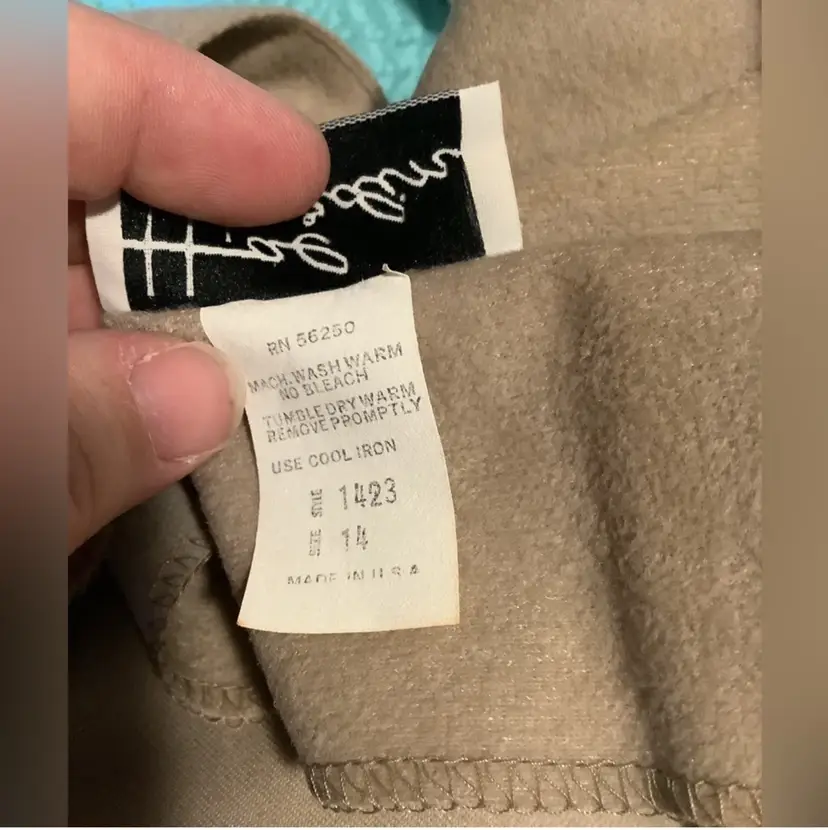 RN 56250
MACH. WASH WARM
NO BLEACH
TUMBLE DRY WARM
REMOVE PROMPTLY
USE COOL IRON
STYLE 1423
SIZE 14
MADE IN U.S.A